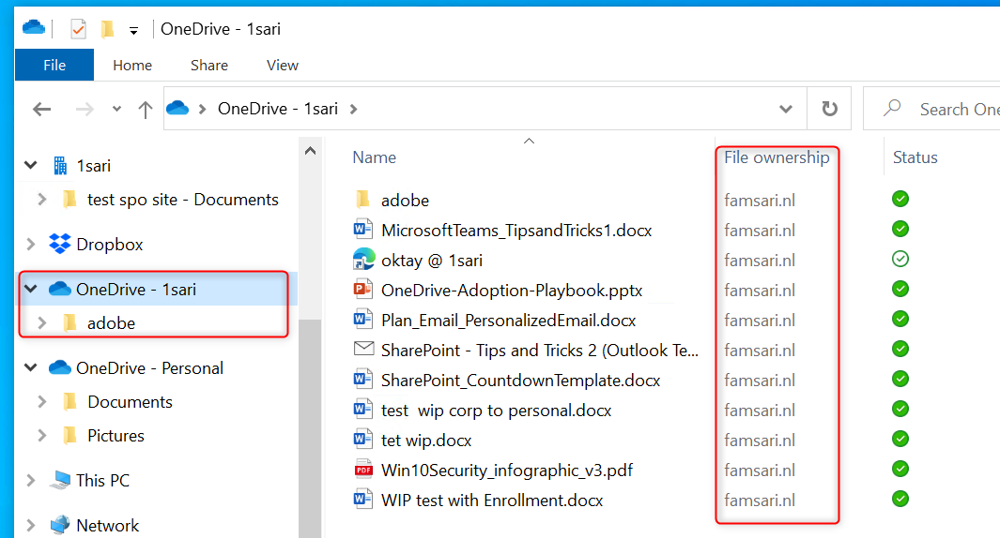 OneDrive - 1sari
File Home Share View
OneDrive - 1sari
Search One
1sari
test spo site - Documents
Dropbox
OneDrive - 1sari
adobe
OneDrive - Personal
Documents
Pictures
This PC
Network
Name File ownership Status
adobe famsari.nl
MicrosoftTeams_TipsandTricks1.docx famsari.nl
oktay @ 1sari famsari.nl
OneDrive-Adoption-Playbook.pptx famsari.nl
Plan_Email_PersonalizedEmail.docx famsari.nl
SharePoint - Tips and Tricks 2 (Outlook Te... famsari.nl
SharePoint_CountdownTemplate.docx famsari.nl
test  wip corp to personal.docx famsari.nl
tet wip.docx famsari.nl
Win10Security_infographic_v3.pdf famsari.nl
WIP test with Enrollment.docx famsari.nl